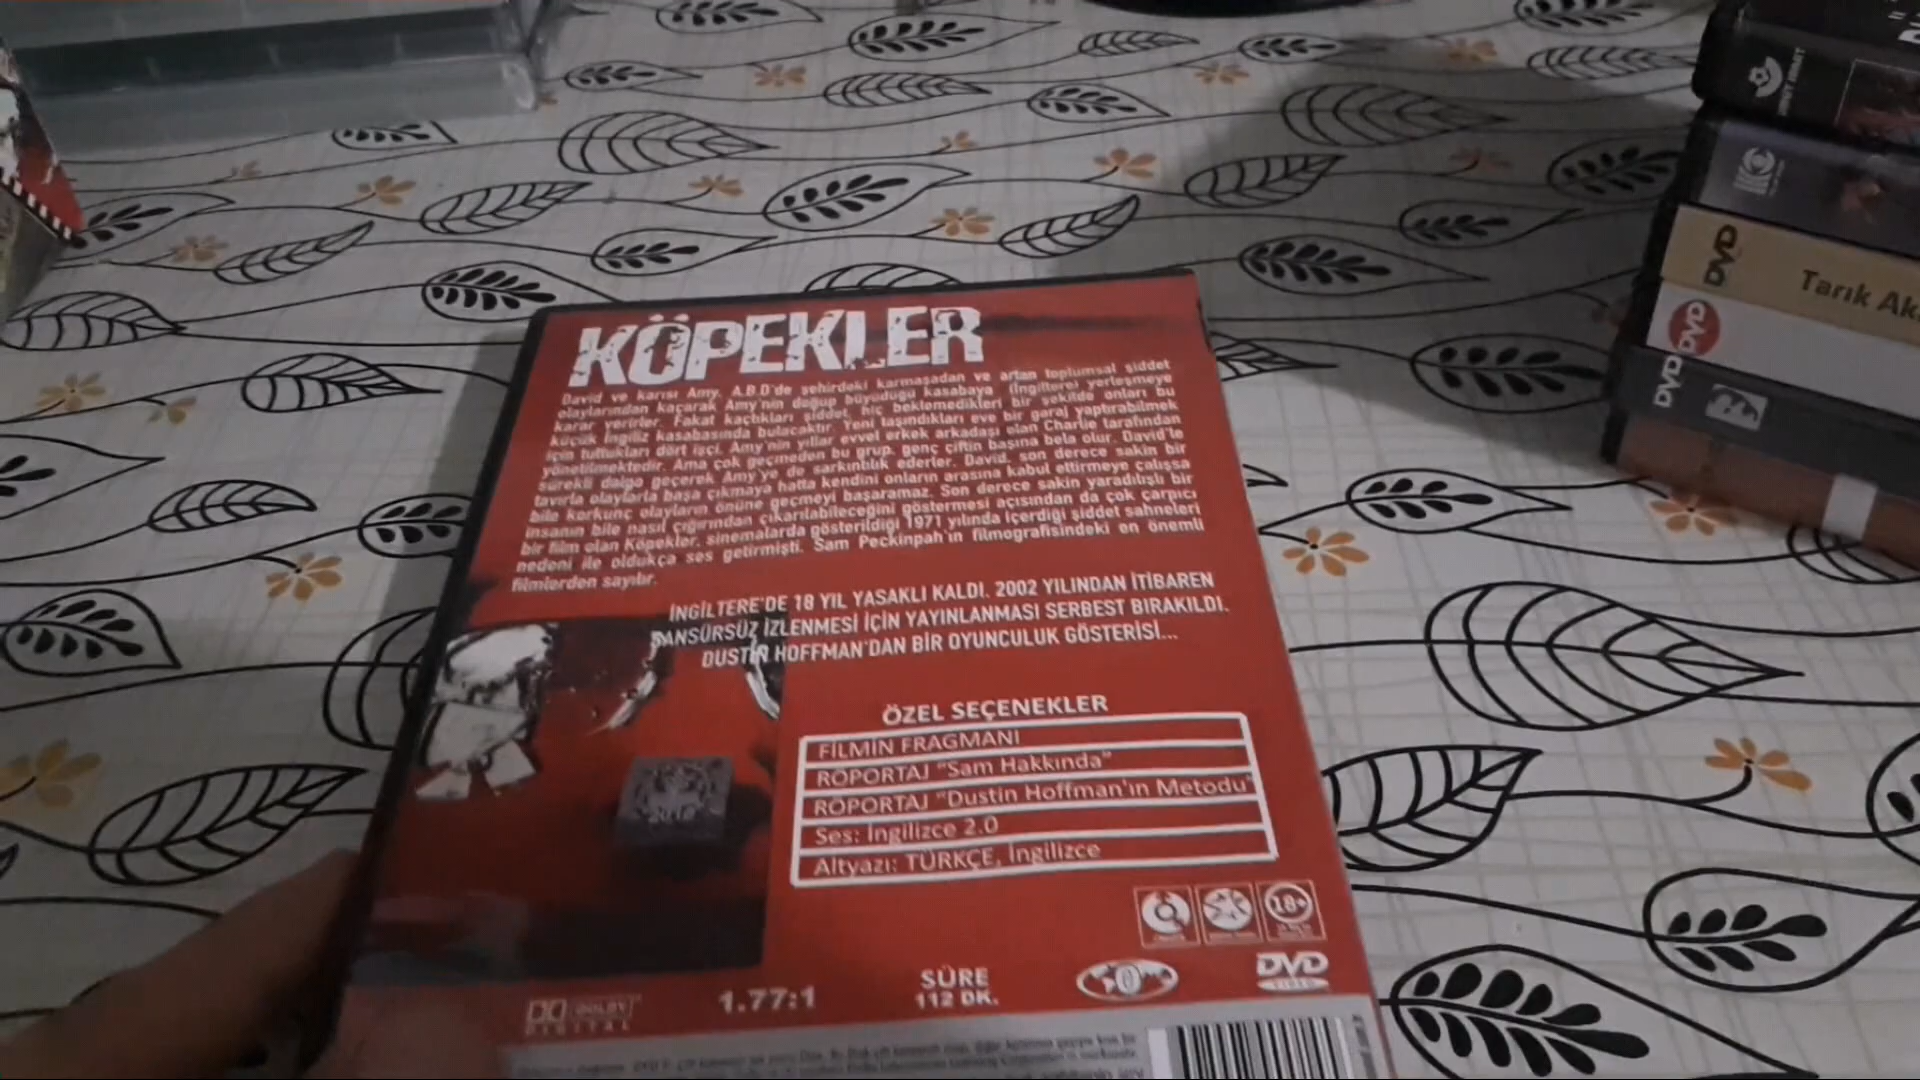 KÖPEKLER
David ve karısı Amy, A.B.D'de şehirdeki karmaşadan ve artan toplumsal şiddet
olaylarından kaçarak Amy'nin doğup büyüdüğü kasabaya (İngiltere) yerleşmeye
karar verirler. Fakat kaçtıkları şiddet, hiç beklemedikleri bir şekilde onları bu
küçük İngiliz kasabasında bulacaktır. Yeni taşındıkları eve bir garaj yaptırabilmek
için tuttukları dört işçi, Amy'nin yıllar evvel erkek arkadaşı olan Charlie tarafından
yönetilmektedir. Ama çok geçmeden bu grup, genç çiftin başına bela olur. David'le
sürekli dalga geçerek Amy'ye de sarkıntılık ederler. David, son derece sakin bir
tavırla olaylarla başa çıkmaya hatta kendini onların arasına kabul ettirmeye çalışsa
bile korkunç olayların önüne geçmeyi başaramaz. Son derece sakin yaradılışlı bir
insanın bile nasıl çığırından çıkarılabileceğini göstermesi açısından da çok çarpıcı
bir film olan Köpekler, sinemalarda gösterildiği 1971 yılında içerdiği şiddet sahneleri
nedeni ile oldukça ses getirmişti. Sam Peckinpah'ın filmografisindeki en önemli
filmlerden sayılır.
İNGİLTERE'DE 18 YIL YASAKLI KALDI. 2002 YILINDAN İTİBAREN
SANSÜRSÜZ İZLENMESİ İÇİN YAYINLANMASI SERBEST BIRAKILDI.
DUSTIN HOFFMAN'DAN BİR OYUNCULUK GÖSTERİSİ...
ÖZEL SEÇENEKLER
FİLMİN FRAGMANI
RÖPORTAJ "Sam Hakkında"
RÖPORTAJ "Dustin Hoffman'ın Metodu"
Ses: İngilizce 2.0
Altyazı: TÜRKÇE, İngilizce
18+
DOLBY
DIGITAL
1.77:1
SÜRE
112 DK.
0
DVD
VIDEO
2012
DVD
Tarık Ak
DVD
DVD